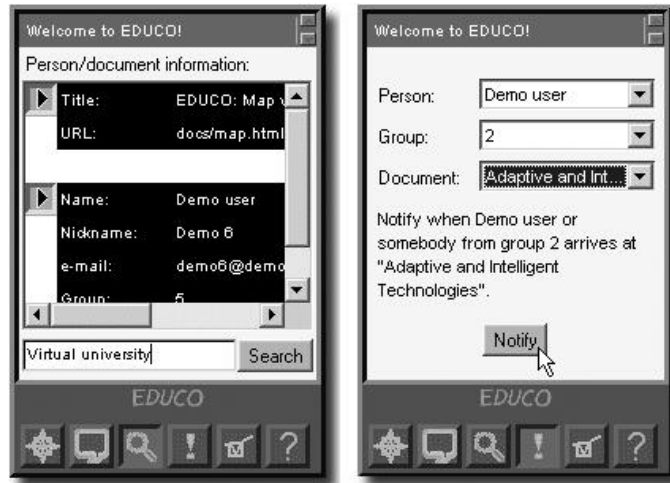 Welcome to EDUCO!
Person/document information:
Title: EDUCO: Map
URL: docs/map.html
Name: Demo user
Nickname: Demo 6
e-mail: demo6@demo
Group: 5
Virtual university
Search
EDUCO
?
Welcome to EDUCO!
Person: Demo user
Group: 2
Document: Adaptive and Int...
Notify when Demo user or
somebody from group 2 arrives at
"Adaptive and Intelligent
Technologies".
Notify
EDUCO
! ?